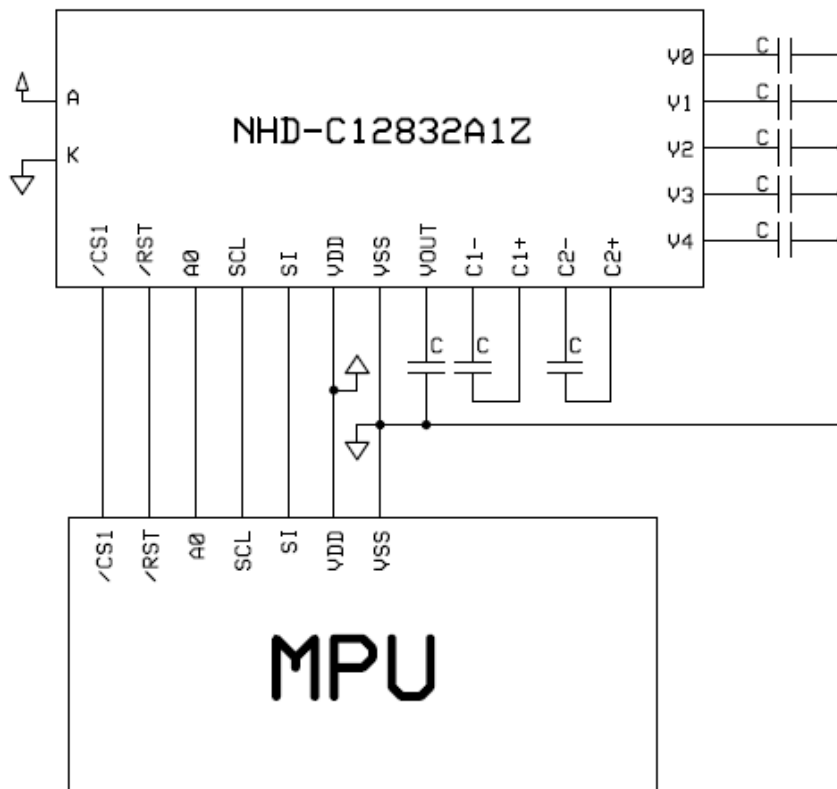 V0 C
A V1 C
NHD-C12832A1Z
K V2 C
V3 C
V4 C
/CS1 /RST A0 SCL SI VDD VSS VOUT C1- C1+ C2- C2+
C C C
/CS1 /RST A0 SCL SI VDD VSS
MPU